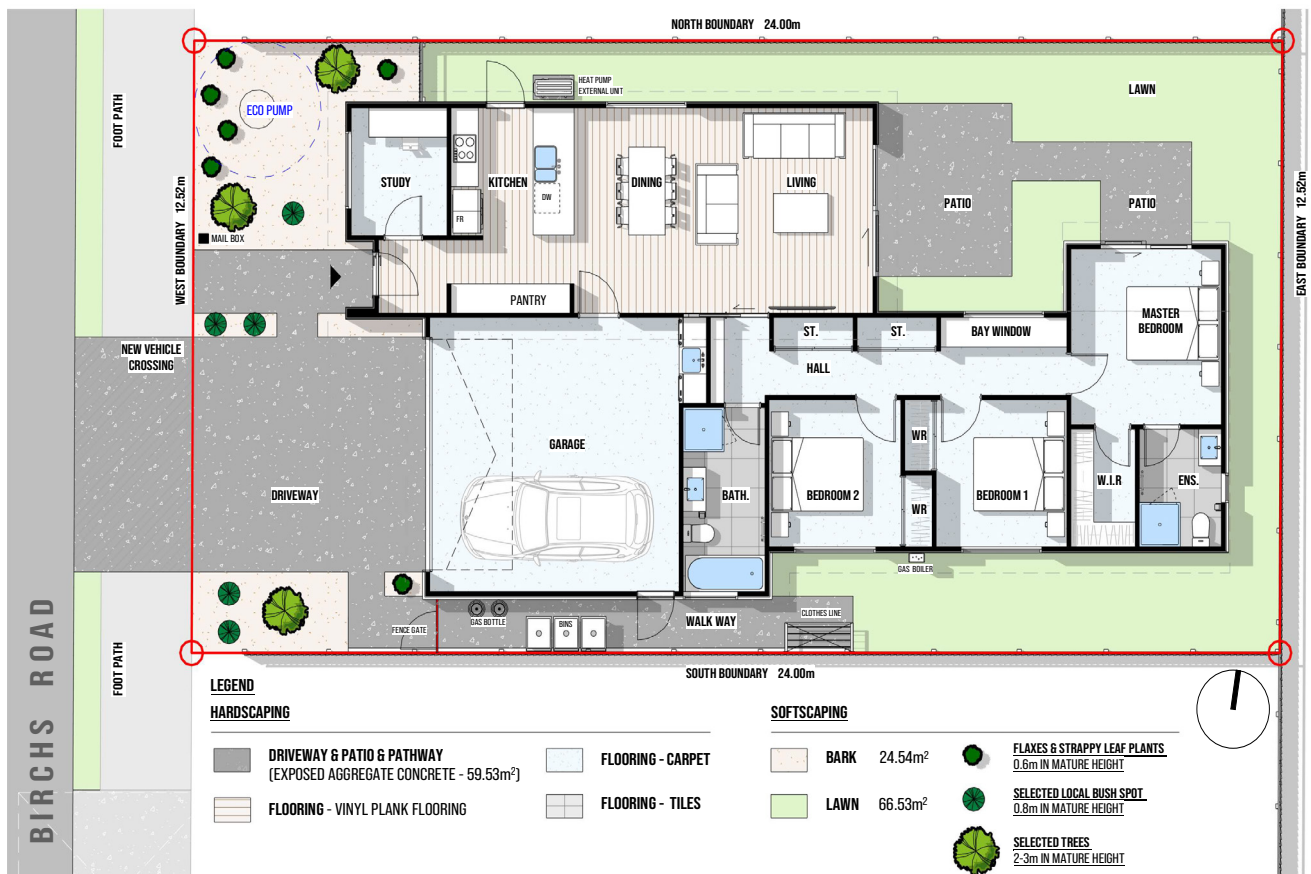 NORTH BOUNDARY 24.00m
FOOT PATH
ECO PUMP
HEAT PUMP
EXTERNAL UNIT
LAWN
WEST BOUNDARY 12.52m
EAST BOUNDARY 12.52m
STUDY
KITCHEN
DINING
LIVING
FR
DW
PATIO
PATIO
MAIL BOX
PANTRY
ST.
ST.
BAY WINDOW
MASTER
BEDROOM
NEW VEHICLE
CROSSING
HALL
GARAGE
DRIVEWAY
BATH.
BEDROOM 2
WR
WR
BEDROOM 1
W.I.R
ENS.
GAS BOILER
FENCE GATE
GAS BOTTLE
BINS
WALK WAY
CLOTHES LINE
FOOT PATH
BIRCHS ROAD
SOUTH BOUNDARY 24.00m
LEGEND
HARDSCAPING
DRIVEWAY & PATIO & PATHWAY
(EXPOSED AGGREGATE CONCRETE - 59.53m²)
FLOORING - VINYL PLANK FLOORING
FLOORING - CARPET
FLOORING - TILES
SOFTSCAPING
BARK 24.54m²
LAWN 66.53m²
FLAXES & STRAPPY LEAF PLANTS
0.6m IN MATURE HEIGHT
SELECTED LOCAL BUSH SPOT
0.8m IN MATURE HEIGHT
SELECTED TREES
2-3m IN MATURE HEIGHT